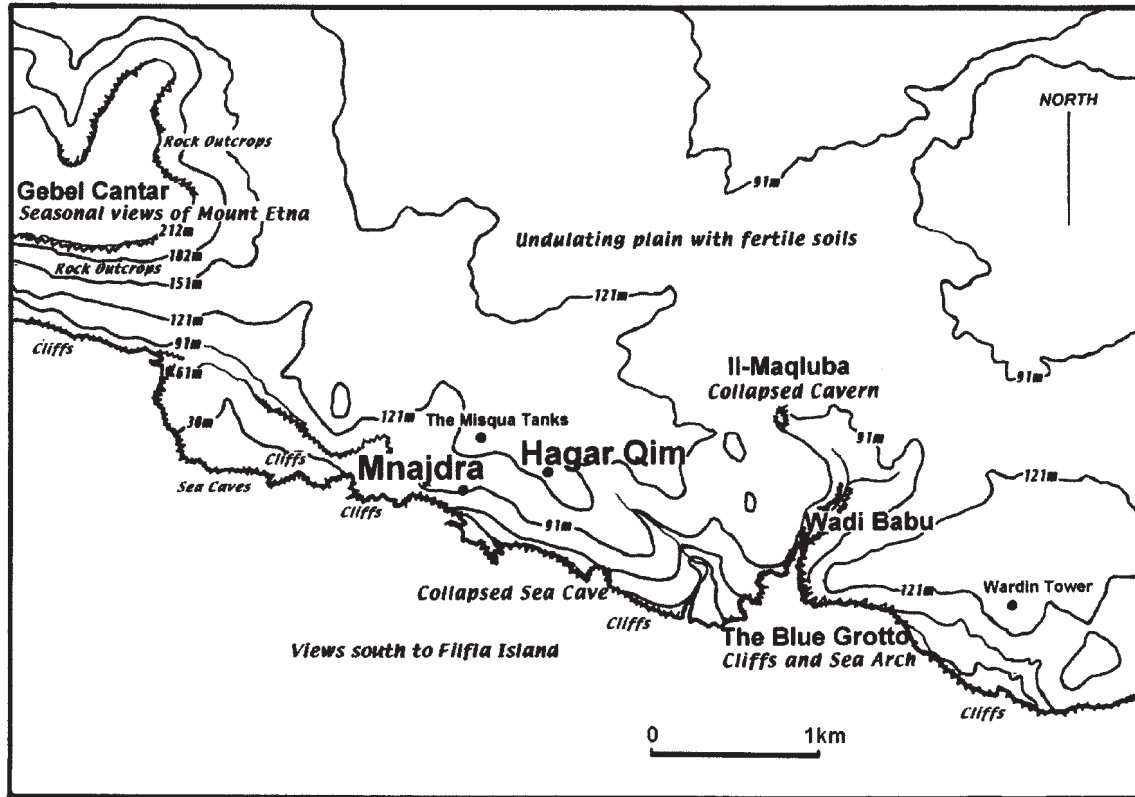 NORTH
Rock Outcrops
91m
Gebel Cantar
Seasonal views of Mount Etna
212m
Undulating plain with fertile soils
182m
Rock Outcrops
151m
121m
121m
91m
Cliffs
61m
Il-Maqluba
Collapsed Cavern
91m
121m
The Misqua Tanks
30m
91m
Hagar Qim
Cliffs
Mnajdra
121m
Sea Caves
Cliffs
91m
Wadi Babu
Collapsed Sea Cave
121m
Wardin Tower
Cliffs
The Blue Grotto
Cliffs and Sea Arch
Views south to Filfla Island
Cliffs
0 1km